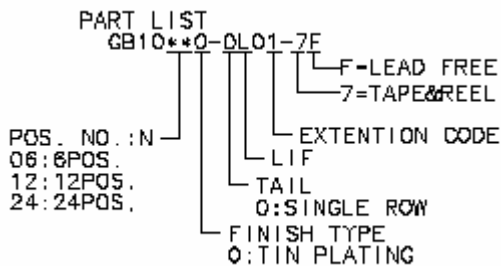 PART LIST
GB10**0-0L01-7F
F-LEAD FREE
7=TAPE&REEL
POS. NO.:N
EXTENTION CODE
06:6POS.
LIF
12:12POS.
TAIL
24:24POS.
0:SINGLE ROW
FINISH TYPE
0:TIN PLATING